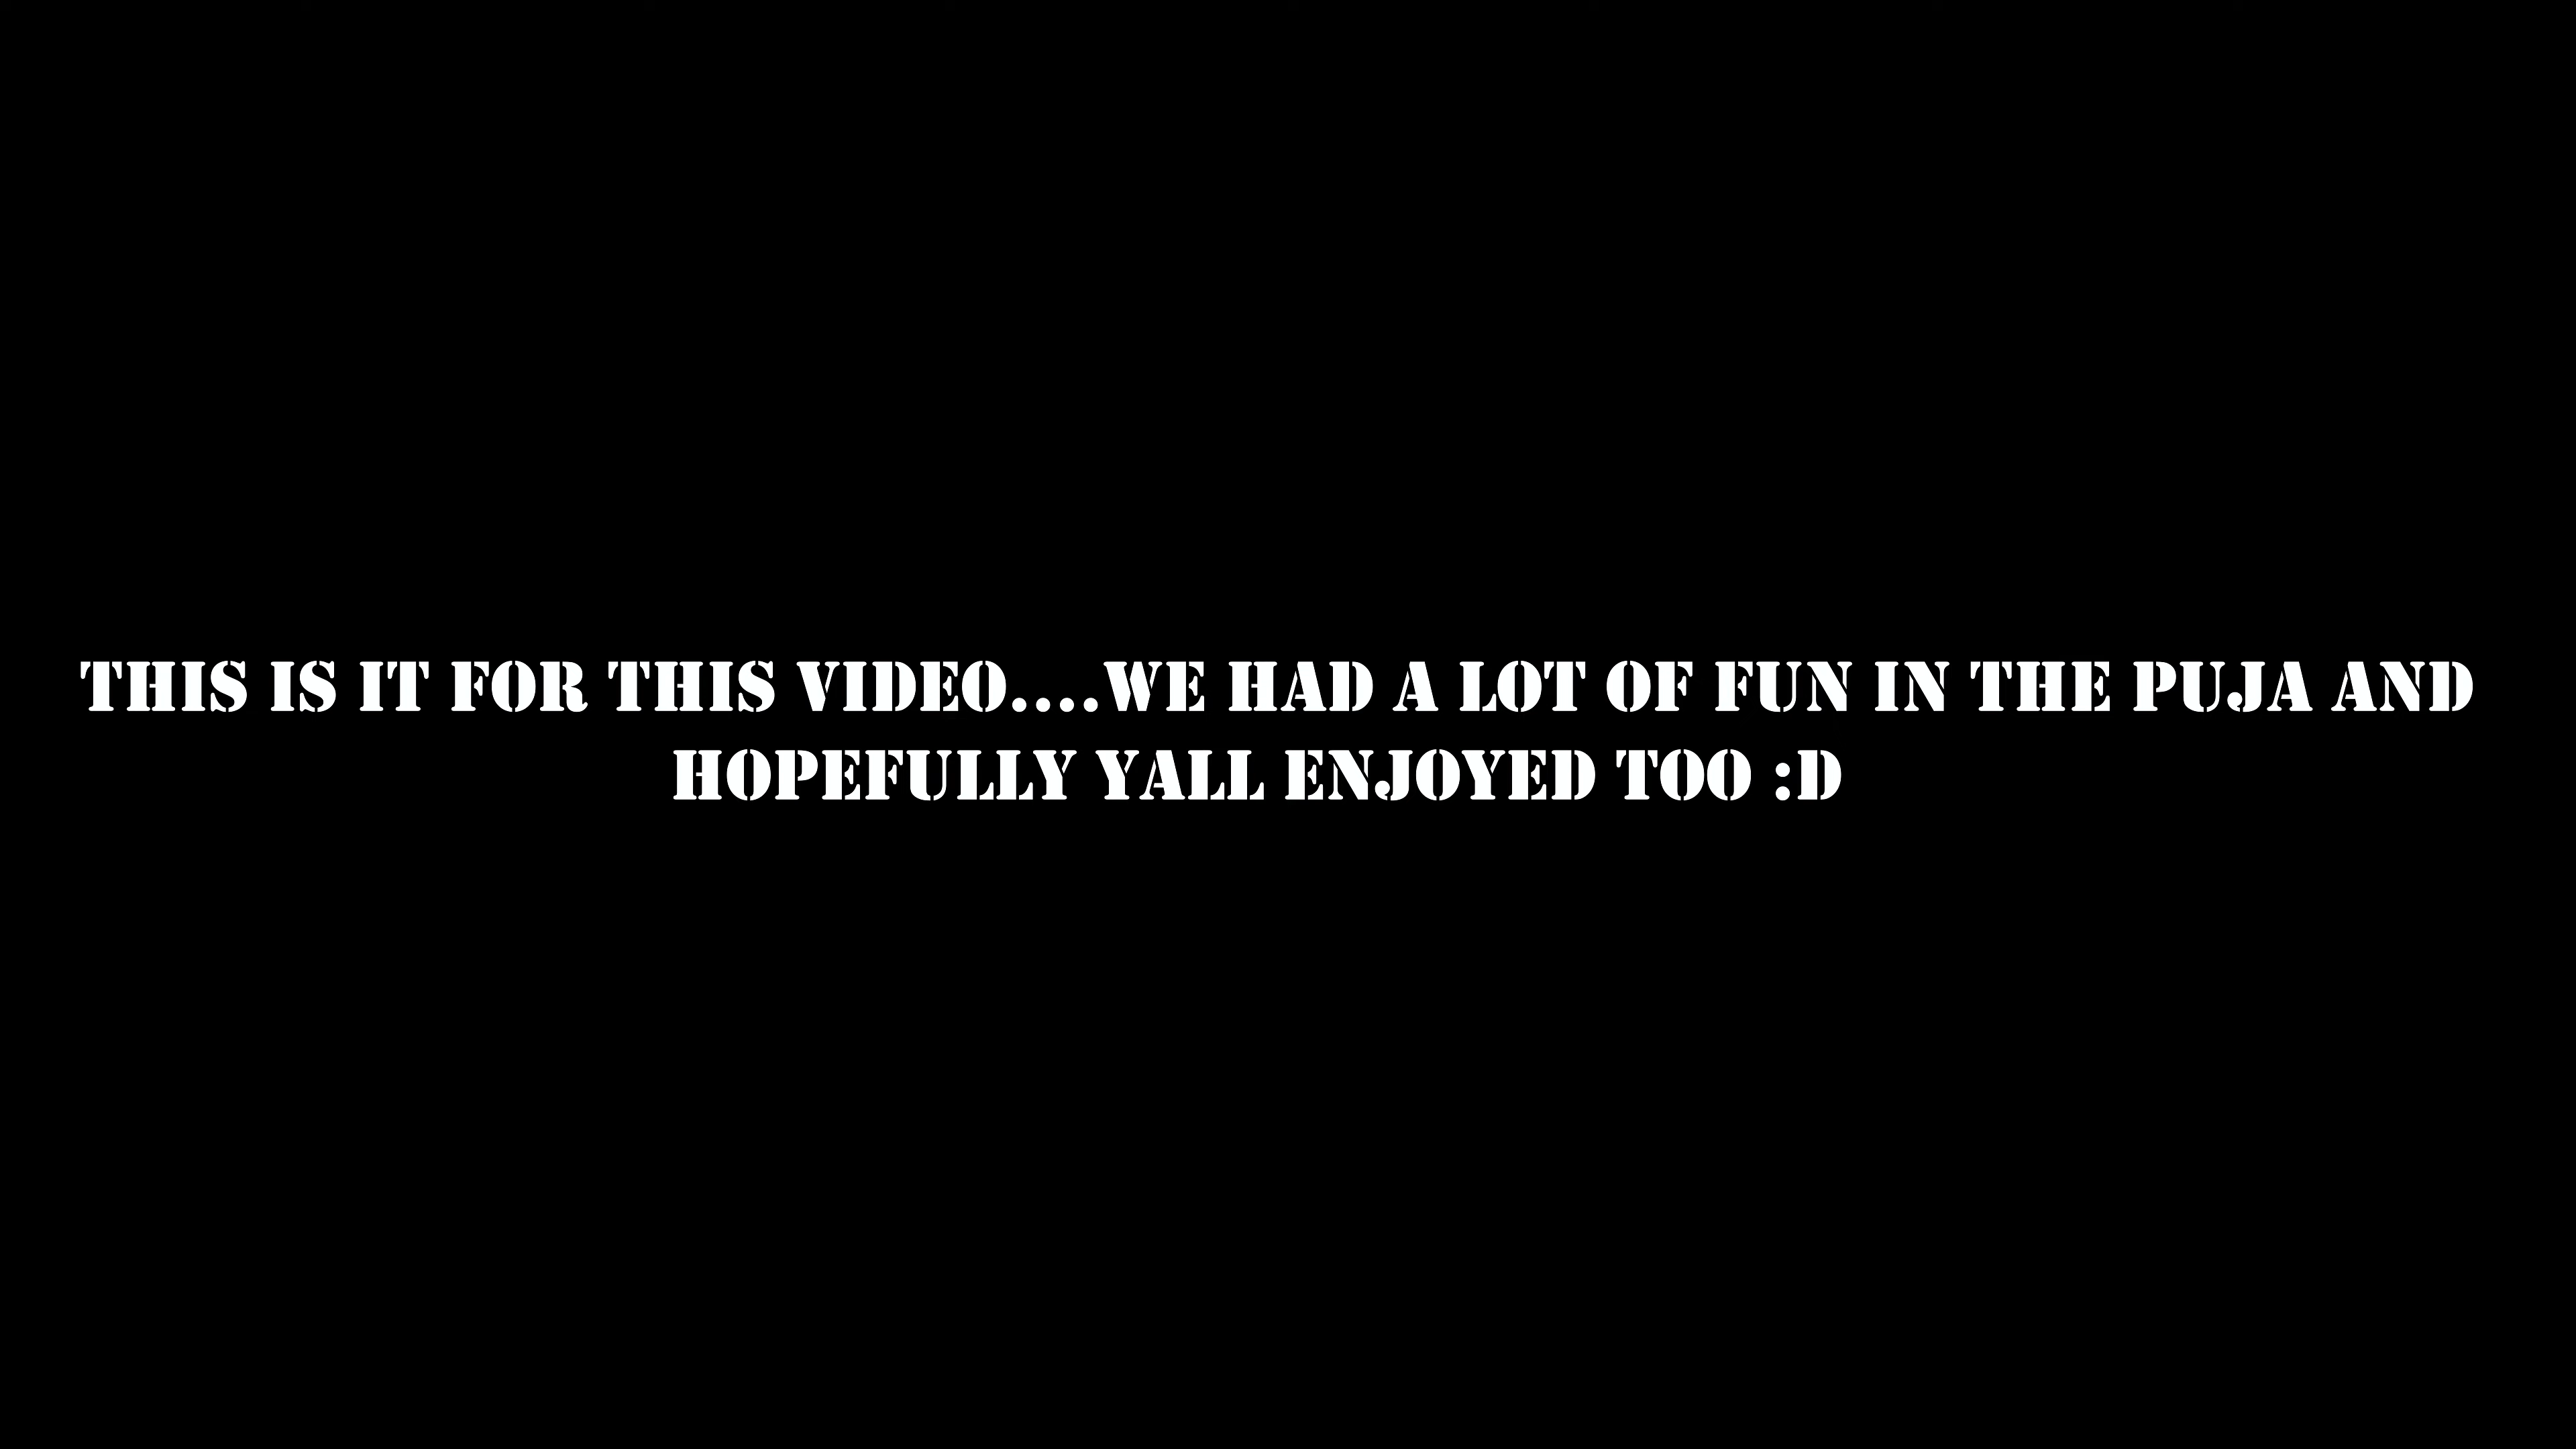 THIS IS IT FOR THIS VIDEO....WE HAD A LOT OF FUN IN THE PUJA AND
HOPEFULLY YALL ENJOYED TOO :D